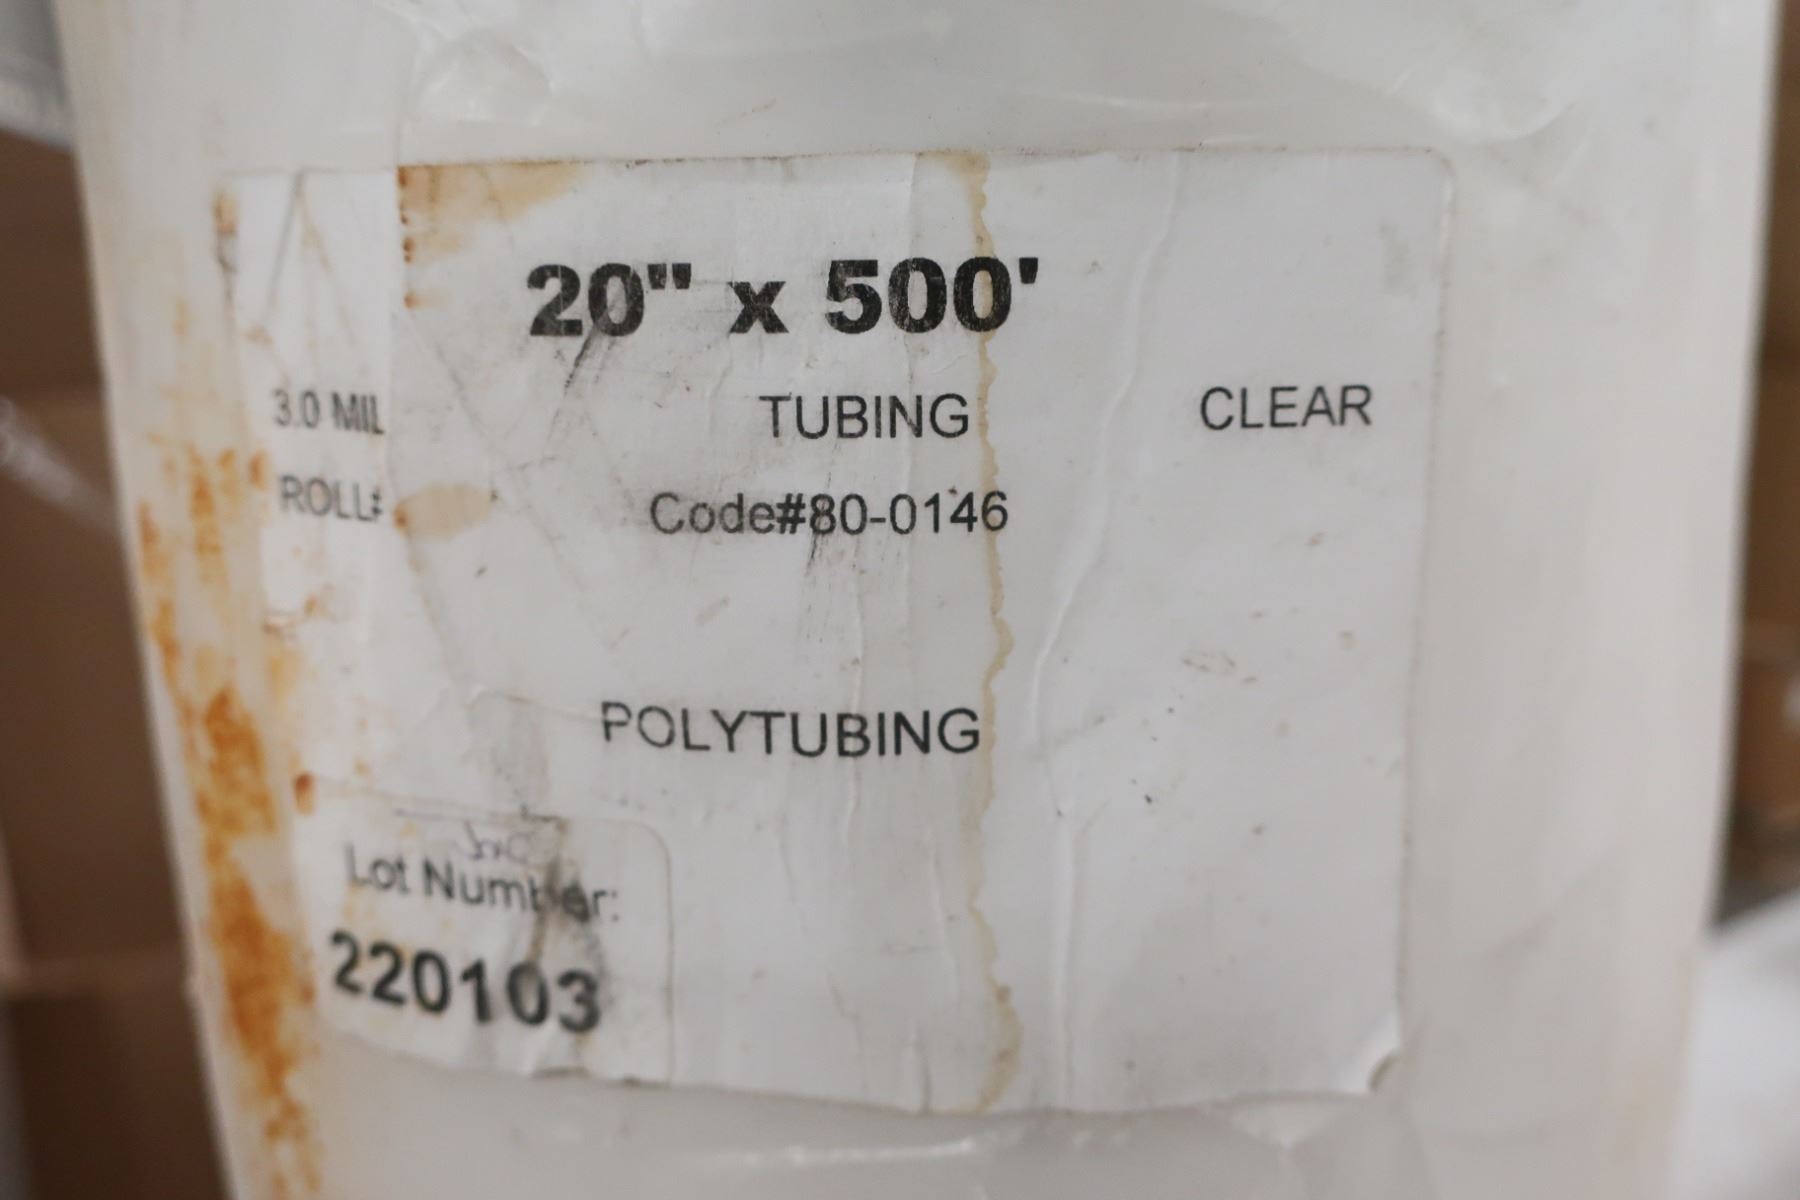 20" x 500'
3.0 MIL TUBING CLEAR
ROLL# Code#80-0146
POLYTUBING
Lot Number:
220103